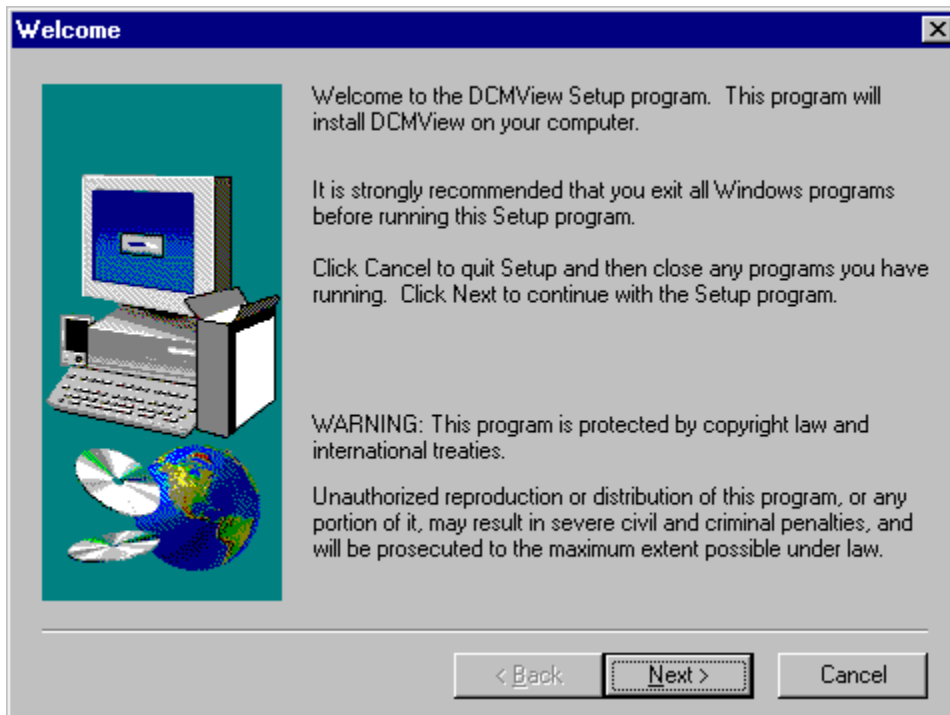 Welcome
Welcome to the DCMView Setup program.  This program will
install DCMView on your computer.
It is strongly recommended that you exit all Windows programs
before running this Setup program.
Click Cancel to quit Setup and then close any programs you have
running.  Click Next to continue with the Setup program.
WARNING: This program is protected by copyright law and
international treaties.
Unauthorized reproduction or distribution of this program, or any
portion of it, may result in severe civil and criminal penalties, and
will be prosecuted to the maximum extent possible under law.
< Back
Next >
Cancel